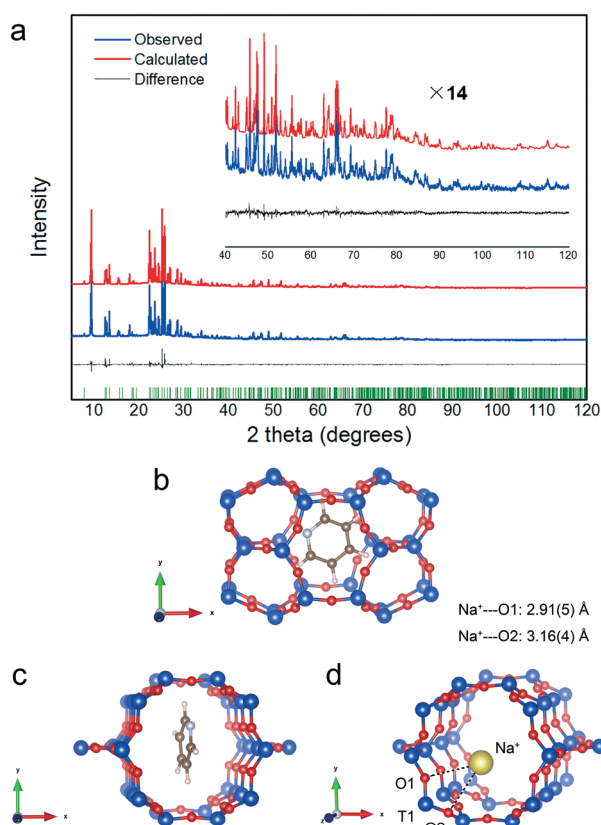 a
Observed
Calculated
Difference
×14
Intensity
40 50 60 70 80 90 100 110 120
10 20 30 40 50 60 70 80 90 100 110 120
2 theta (degrees)
b
y
x
Na⁺---O1: 2.91(5) Å
Na⁺---O2: 3.16(4) Å
c
d
y
x
y
x
z
Na⁺
O1
T1